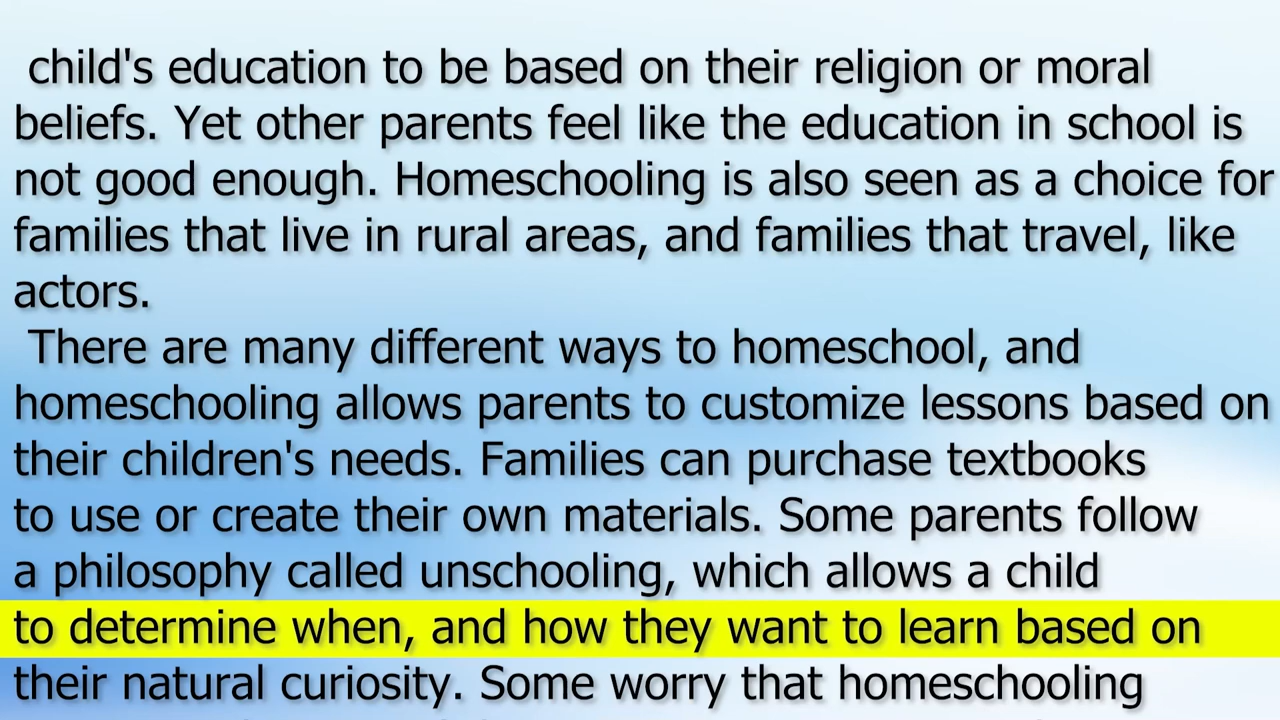 child's education to be based on their religion or moral
beliefs. Yet other parents feel like the education in school is
not good enough. Homeschooling is also seen as a choice for
families that live in rural areas, and families that travel, like
actors.
There are many different ways to homeschool, and
homeschooling allows parents to customize lessons based on
their children's needs. Families can purchase textbooks
to use or create their own materials. Some parents follow
a philosophy called unschooling, which allows a child
to determine when, and how they want to learn based on
their natural curiosity. Some worry that homeschooling